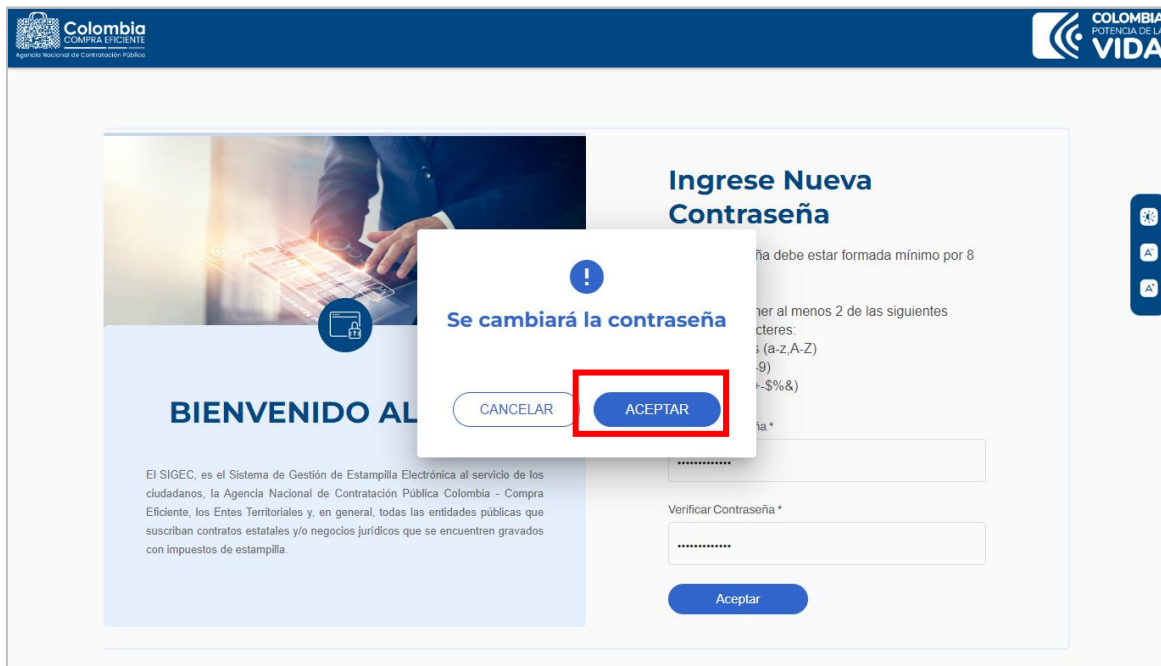 Colombia
COMPRA EFICIENTE
Agencia Nacional de Contratación Pública
COLOMBIA
POTENCIA DE LA
VIDA
Ingrese Nueva
Contraseña
debe estar formada mínimo por 8
al menos 2 de las siguientes
(a-z,A-Z)
-9)
+-$%&)
Verificar Contraseña *
Aceptar
Se cambiará la contraseña
CANCELAR
ACEPTAR
BIENVENIDO AL
El SIGEC, es el Sistema de Gestión de Estampilla Electrónica al servicio de los
ciudadanos, la Agencia Nacional de Contratación Pública Colombia - Compra
Eficiente, los Entes Territoriales y, en general, todas las entidades públicas que
suscriban contratos estatales y/o negocios jurídicos que se encuentren gravados
con impuestos de estampilla.
A-
A+